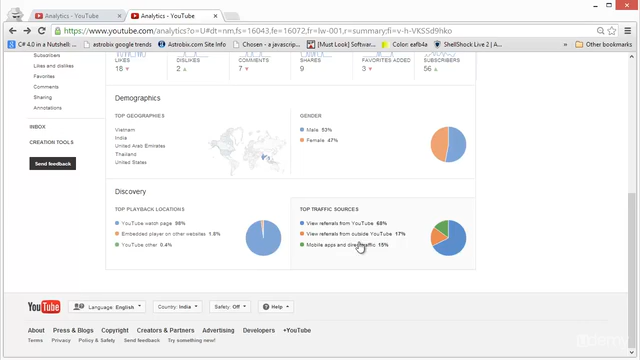 Analytics - YouTube
Analytics - YouTube
https://www.youtube.com/analytics?o=U#dt=nm,fs=16043,fe=16072,fr=lw-001,r=summary;fi=v-h-VKS5d9hko
C# 4.0 in a Nutshell:
astrobix google trends
Astrobix.com Site Info
Chosen - a javascrip
[Must Look] Software
Color: eafb4a
ShellShock Live 2 |
Other bookmarks
Subscribers
Likes and dislikes
Favorites
Comments
Sharing
Annotations
INBOX
CREATION TOOLS
Send feedback
LIKES
18
DISLIKES
2
COMMENTS
7
SHARES
9
FAVORITES ADDED
3
SUBSCRIBERS
56
Demographics
TOP GEOGRAPHIES
Vietnam
India
United Arab Emirates
Thailand
United States
GENDER
Male 53%
Female 47%
Discovery
TOP PLAYBACK LOCATIONS
YouTube watch page 98%
Embedded player on other websites 1.8%
YouTube other 0.4%
TOP TRAFFIC SOURCES
View referrals from YouTube 68%
View referrals from outside YouTube 17%
Mobile apps and direct traffic 15%
YouTube
Language: English
Country: India
Safety: Off
Help
About Press & Blogs Copyright Creators & Partners Advertising Developers +YouTube
Terms Privacy Policy & Safety Send feedback Try something new!
udemy